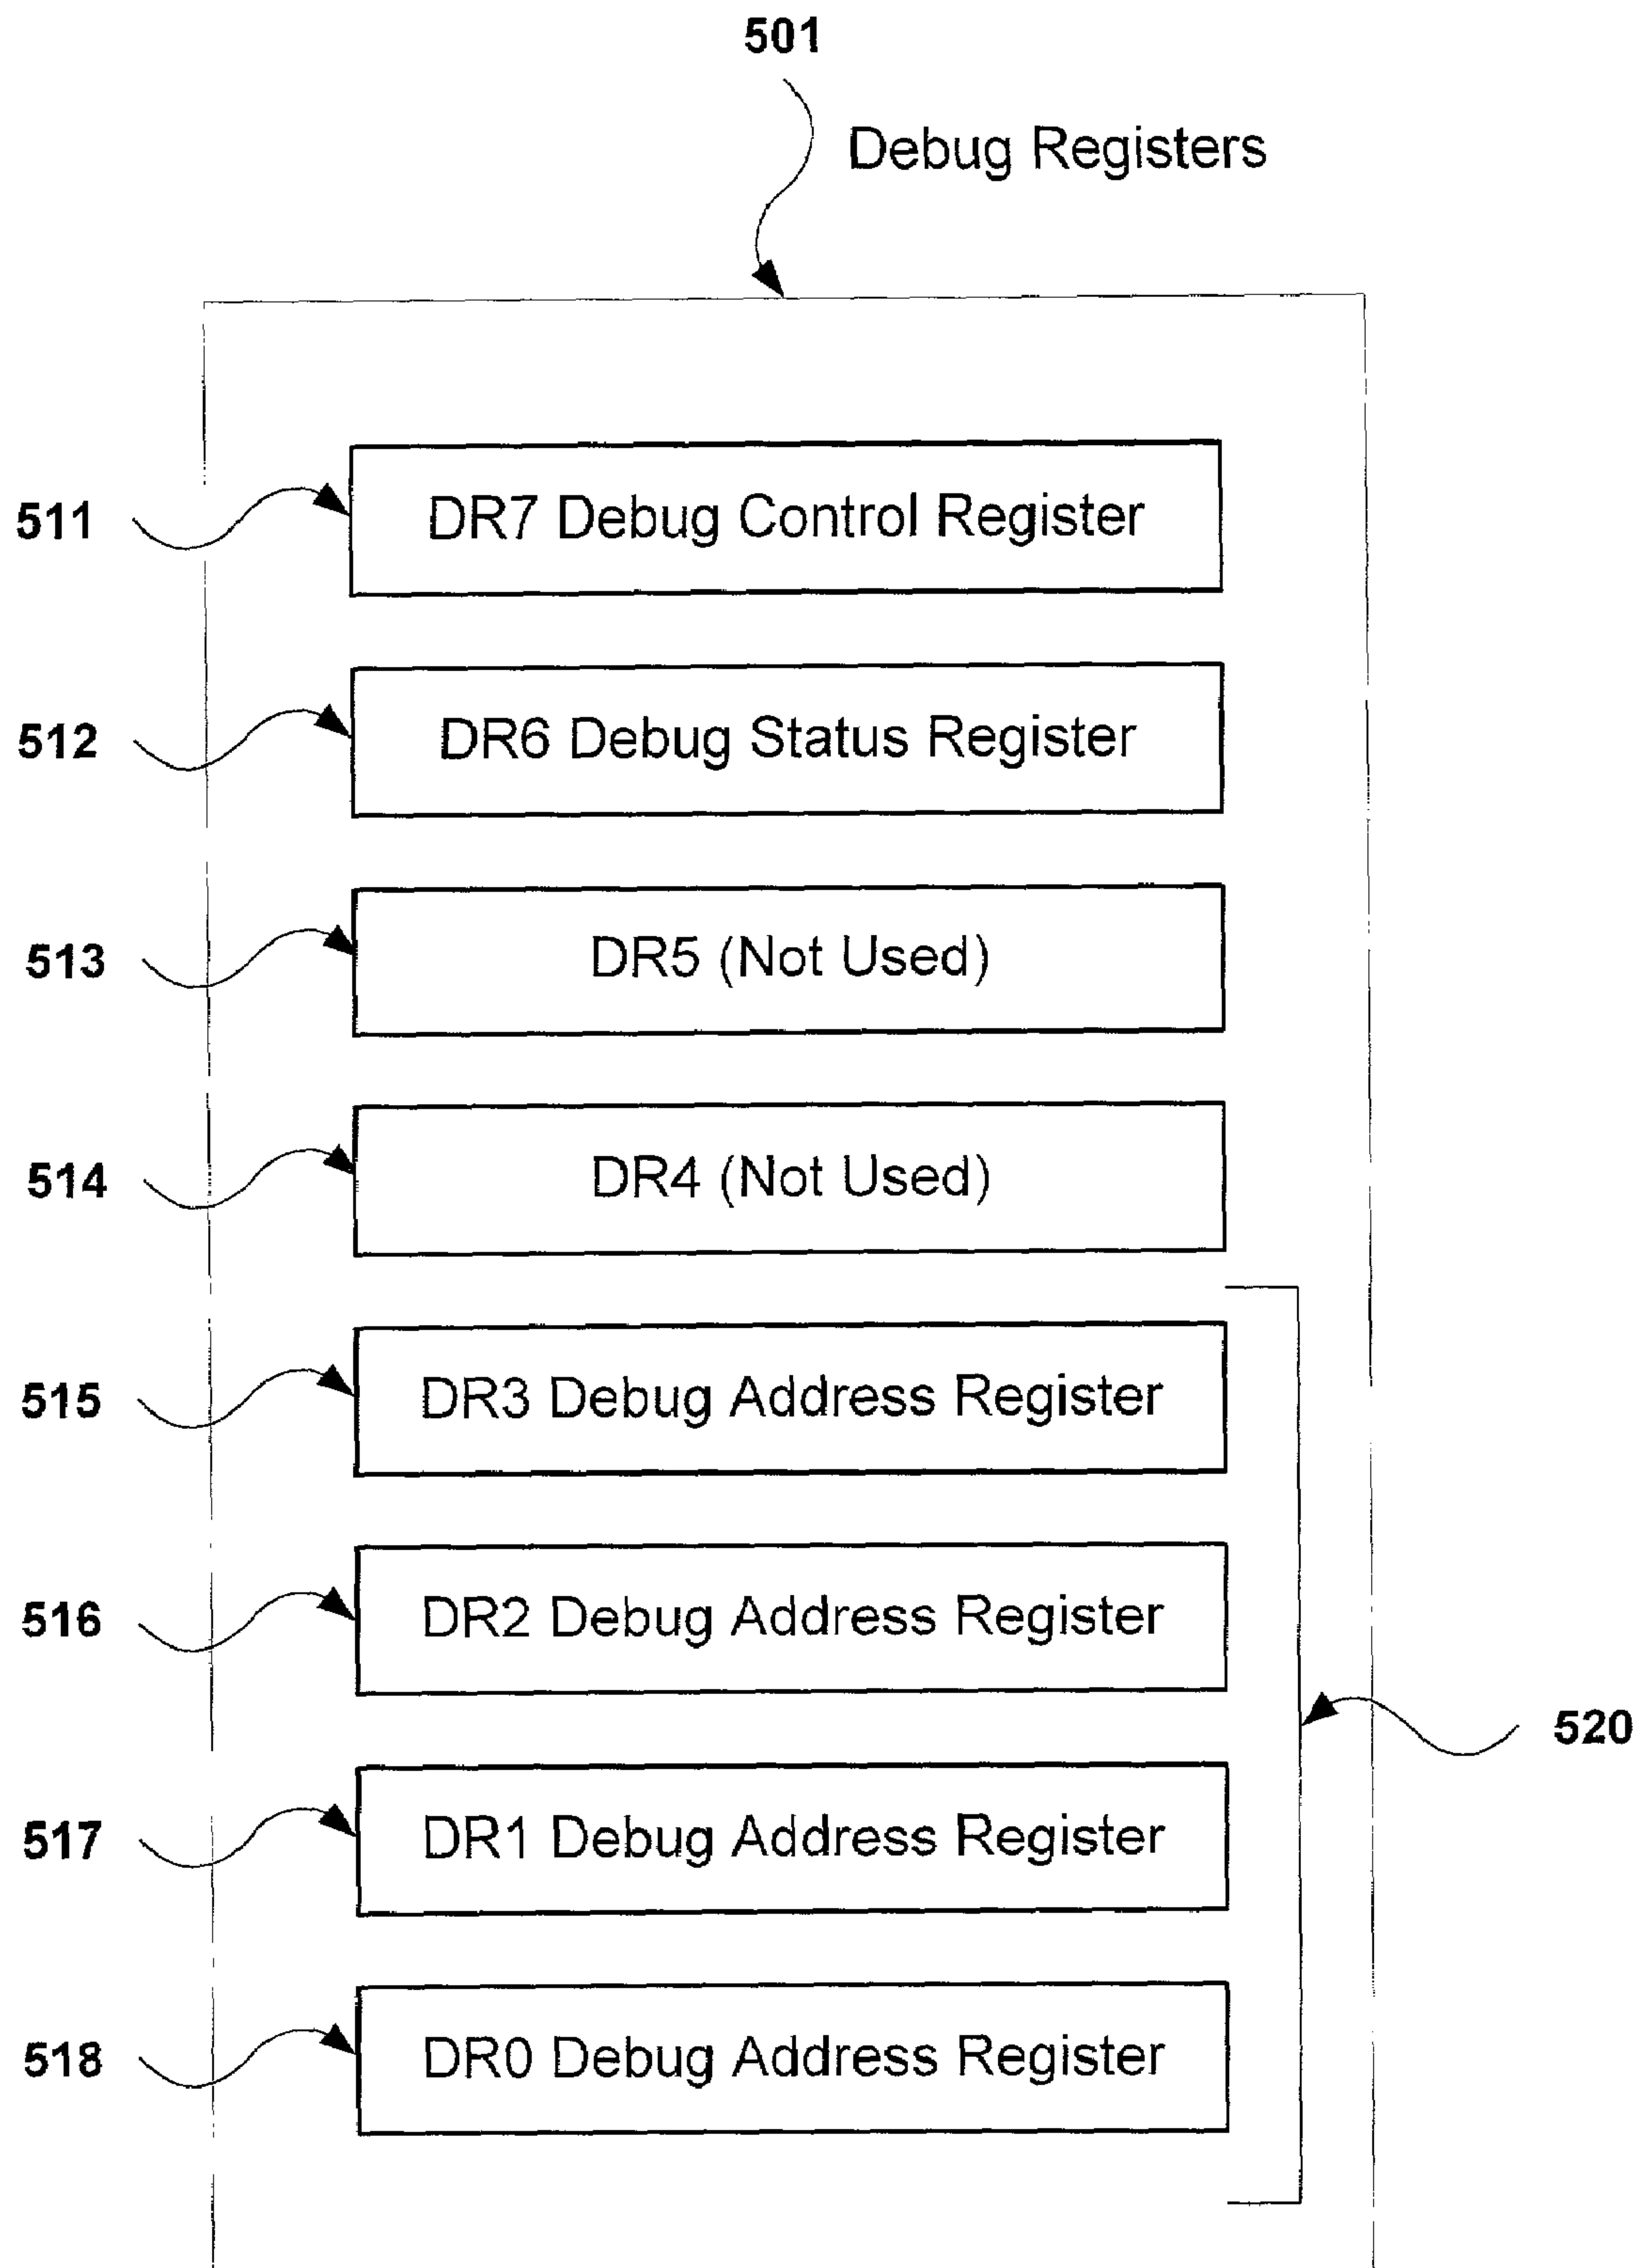 501
Debug Registers
511
DR7 Debug Control Register
512
DR6 Debug Status Register
513
DR5 (Not Used)
514
DR4 (Not Used)
515
DR3 Debug Address Register
516
DR2 Debug Address Register
520
517
DR1 Debug Address Register
518
DR0 Debug Address Register